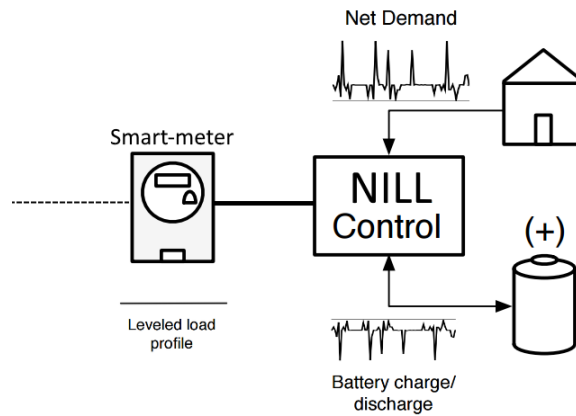 Net Demand
Smart-meter
NILL
Control
(+)
Leveled load
profile
Battery charge/
discharge